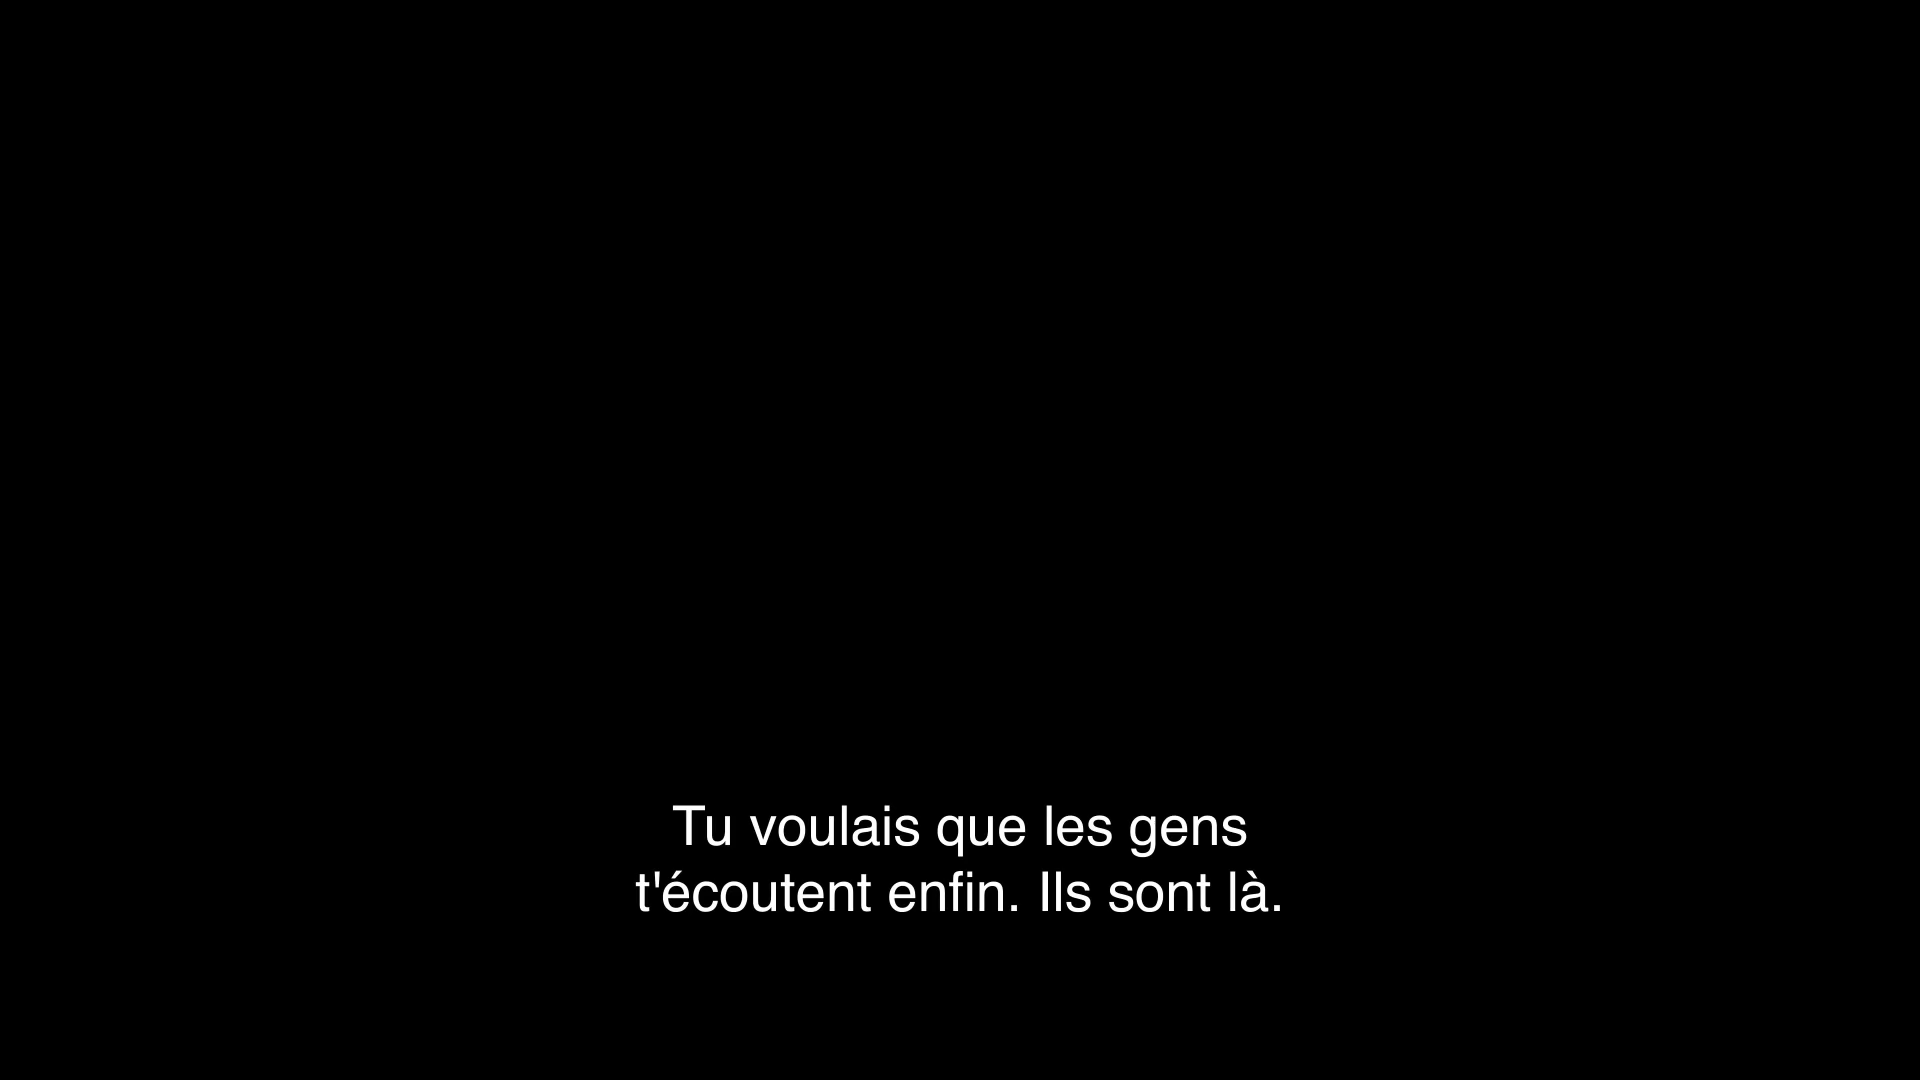 Tu voulais que les gens
t'écoutent enfin. Ils sont là.